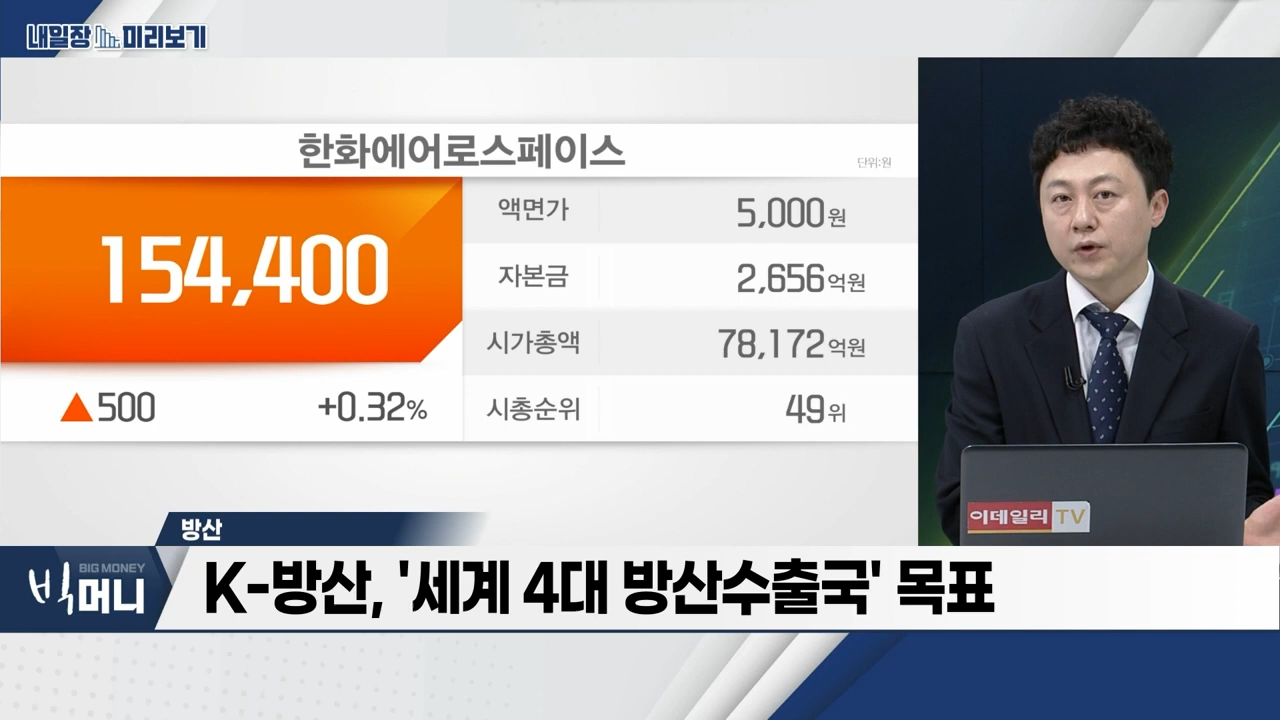 내일장 미리보기
한화에어로스페이스
단위:원
154,400
▲500 +0.32%
액면가 5,000원
자본금 2,656억원
시가총액 78,172억원
시총순위 49위
이데일리 TV
방산
BIG MONEY
빅머니
K-방산, '세계 4대 방산수출국' 목표